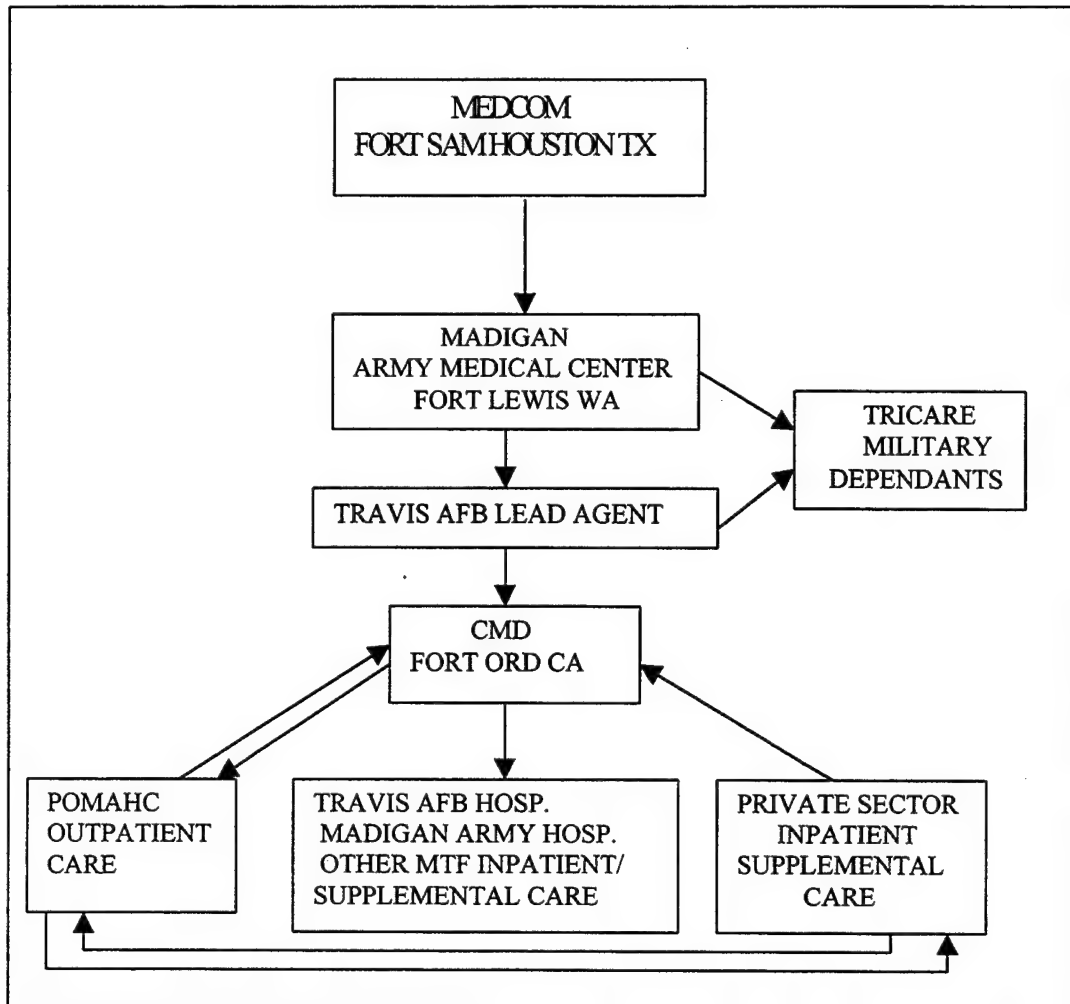 MEDCOM
FORT SAM HOUSTON TX
MADIGAN
ARMY MEDICAL CENTER
FORT LEWIS WA
TRICARE
MILITARY
DEPENDANTS
TRAVIS AFB LEAD AGENT
CMD
FORT ORD CA
POMAHC
OUTPATIENT
CARE
TRAVIS AFB HOSP.
MADIGAN ARMY HOSP.
OTHER MTF INPATIENT/
SUPPLEMENTAL CARE
PRIVATE SECTOR
INPATIENT
SUPPLEMENTAL
CARE